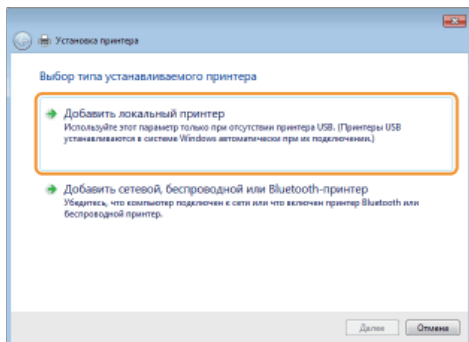 Установка принтера
Выбор типа устанавливаемого принтера
Добавить локальный принтер
Используйте этот параметр только при отсутствии принтера USB. (Принтеры USB
устанавливаются в системе Windows автоматически при их подключении.)
Добавить сетевой, беспроводной или Bluetooth-принтер
Убедитесь, что компьютер подключен к сети или что включен принтер Bluetooth или
беспроводной принтер.
Далее Отмена